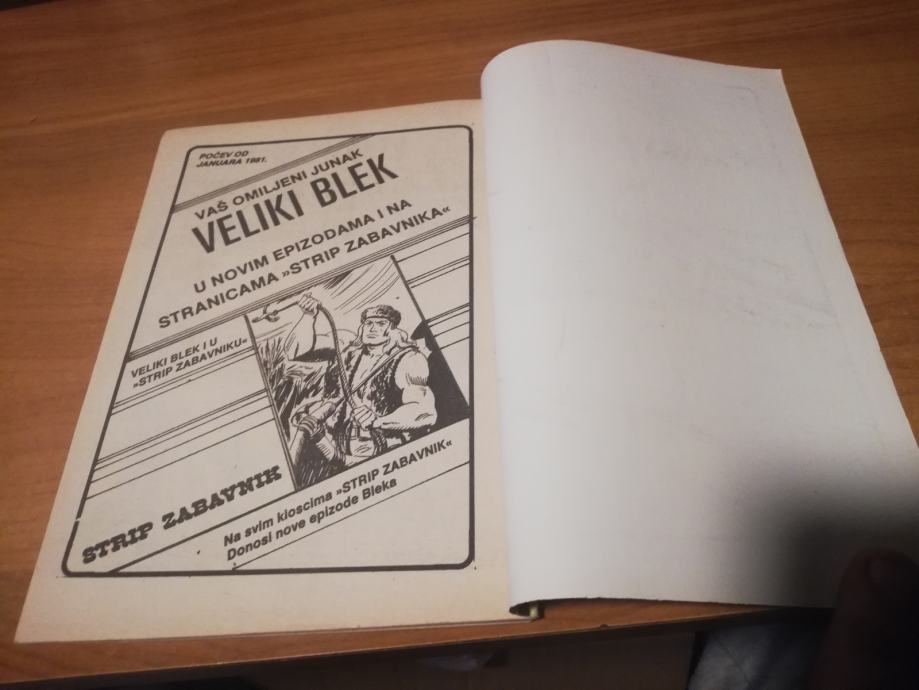 POČEV OD
JANUARA 1981.
VAŠ OMILJENI JUNAK
VELIKI BLEK
U NOVIM EPIZODAMA I NA
STRANICAMA »STRIP ZABAVNIKA«
VELIKI BLEK I U
»STRIP ZABAVNIKU«
STRIP ZABAVNIK
Na svim kioscima »STRIP ZABAVNIK«
Donosi nove epizode Bleka